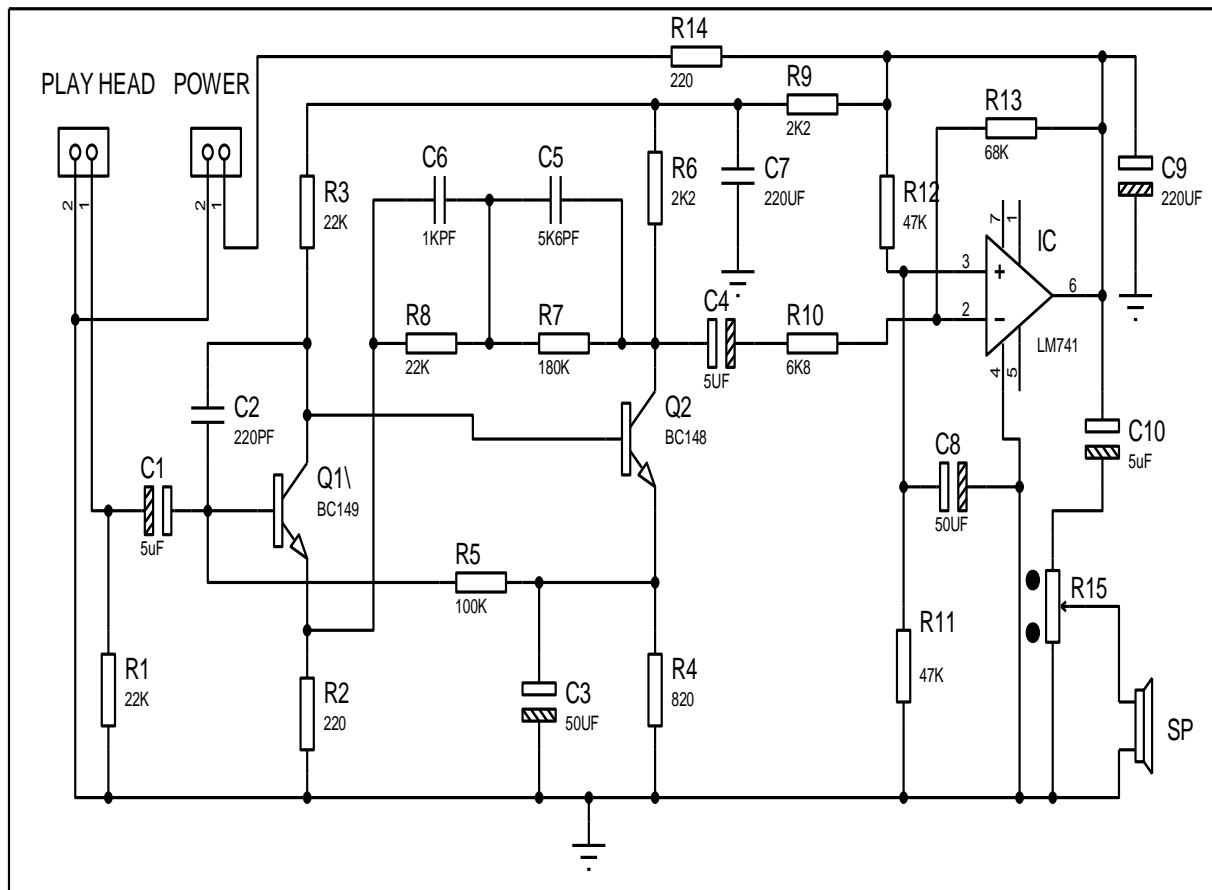 R14
220
PLAY HEAD
POWER
R9
2K2
R13
68K
C6
1KPF
C5
5K6PF
R6
2K2
C7
220UF
C9
220UF
2
1
2
1
R3
22K
R12
47K
7
1
IC
3
+
6
2
−
LM741
4
5
C4
5UF
R10
6K8
R8
22K
R7
180K
C2
220PF
Q2
BC148
C10
5uF
C1
5uF
Q1\
BC149
C8
50UF
R5
100K
R15
R1
22K
R2
220
C3
50UF
R4
820
R11
47K
SP